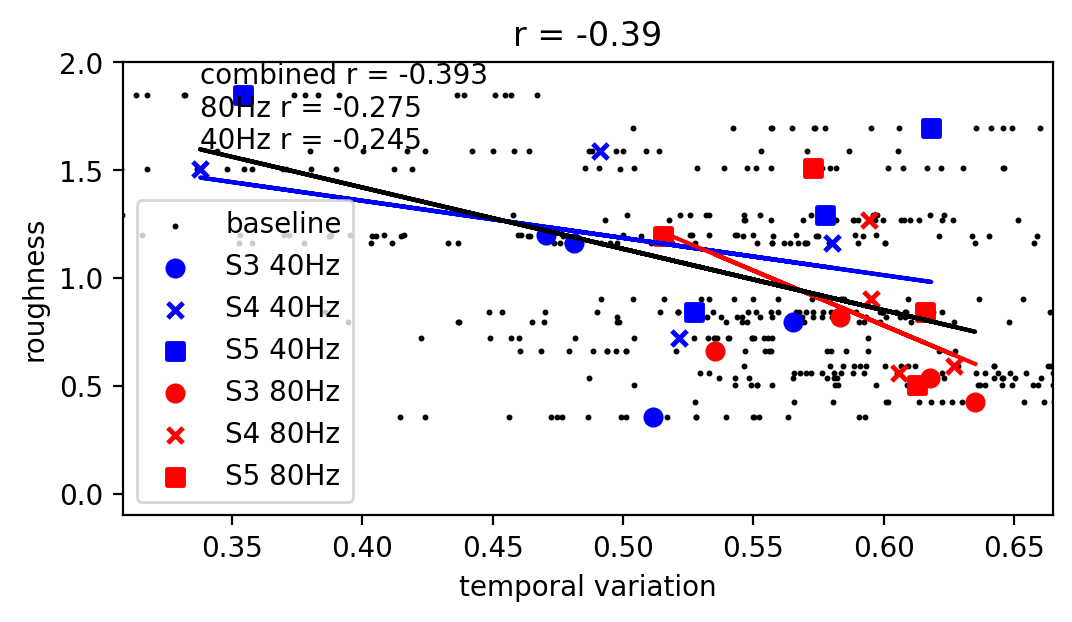 r = -0.39
combined r = -0.393
80Hz r = -0.275
40Hz r = -0.245
2.0
1.5
1.0
0.5
0.0
roughness
baseline
S3 40Hz
S4 40Hz
S5 40Hz
S3 80Hz
S4 80Hz
S5 80Hz
0.35 0.40 0.45 0.50 0.55 0.60 0.65
temporal variation